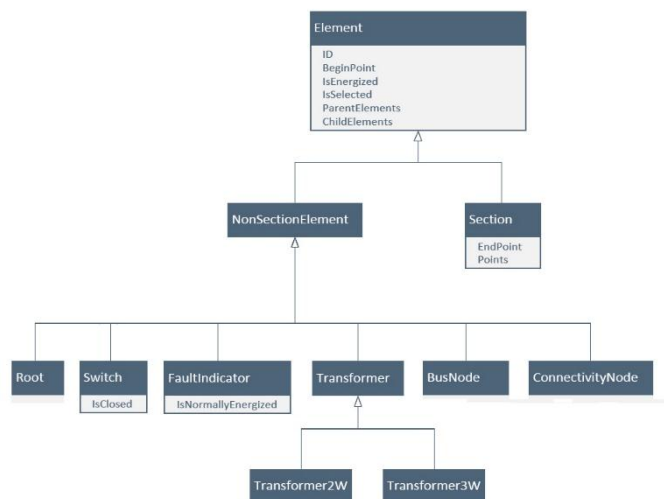 Element
ID
BeginPoint
IsEnergized
IsSelected
ParentElements
ChildElements
NonSectionElement
Section
EndPoint
Points
Root
Switch
IsClosed
FaultIndicator
IsNormallyEnergized
Transformer
BusNode
ConnectivityNode
Transformer2W
Transformer3W